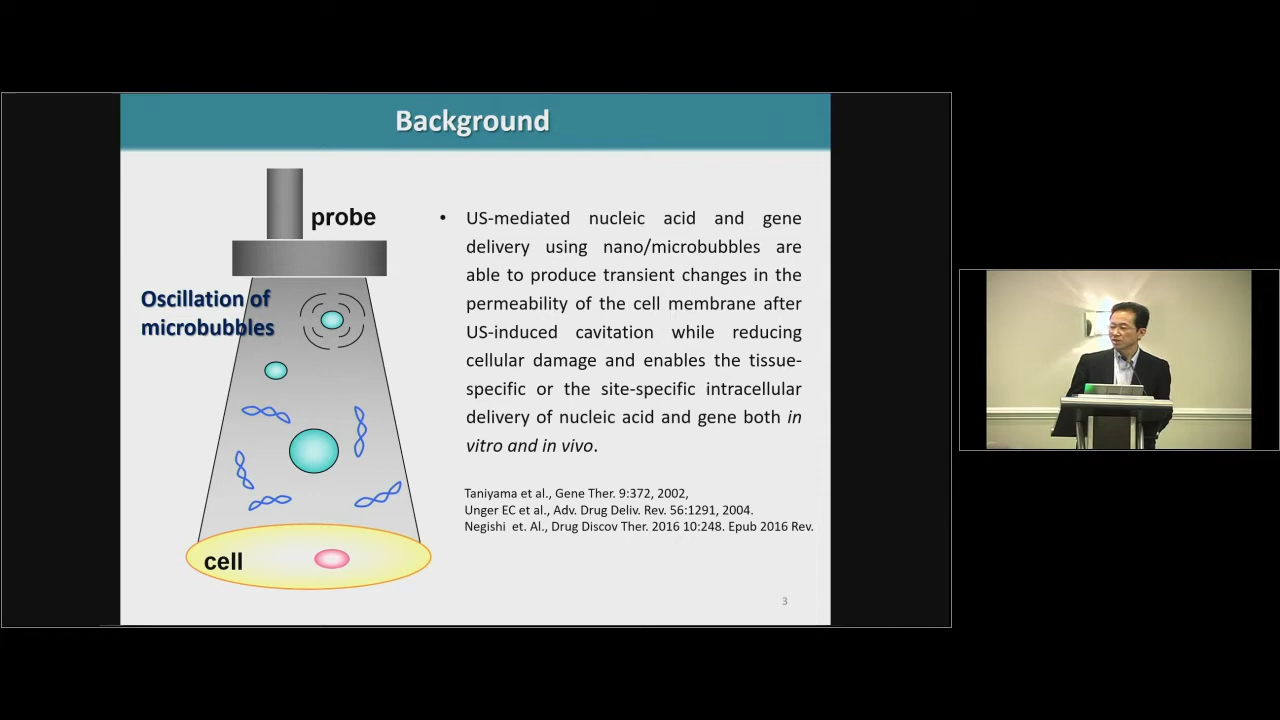 Background
probe
Oscillation of
microbubbles
cell
• US-mediated nucleic acid and gene
delivery using nano/microbubbles are
able to produce transient changes in the
permeability of the cell membrane after
US-induced cavitation while reducing
cellular damage and enables the tissue-
specific or the site-specific intracellular
delivery of nucleic acid and gene both in
vitro and in vivo.
Taniyama et al., Gene Ther. 9:372, 2002,
Unger EC et al., Adv. Drug Deliv. Rev. 56:1291, 2004.
Negishi et. Al., Drug Discov Ther. 2016 10:248. Epub 2016 Rev.
3